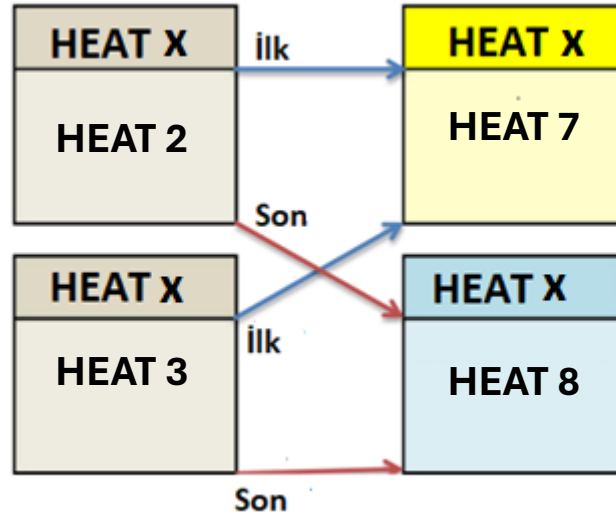 HEAT X
İlk
HEAT X
HEAT 2
HEAT 7
Son
HEAT X
HEAT X
İlk
HEAT 3
HEAT 8
Son